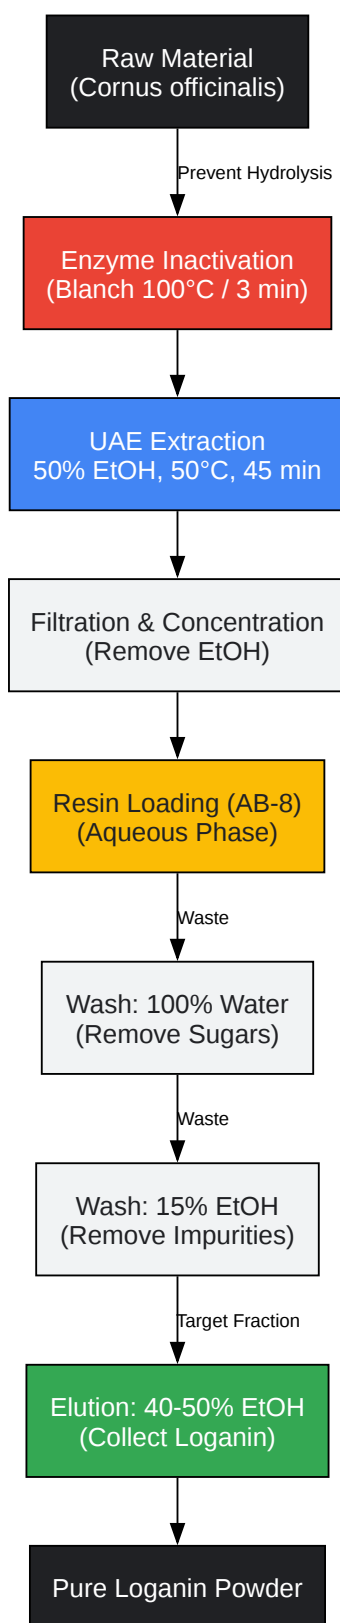 Raw Material
(Cornus officinalis)
Prevent Hydrolysis
Enzyme Inactivation
(Blanch 100°C / 3 min)
UAE Extraction
50% EtOH, 50°C, 45 min
Filtration & Concentration
(Remove EtOH)
Resin Loading (AB-8)
(Aqueous Phase)
Waste
Wash: 100% Water
(Remove Sugars)
Waste
Wash: 15% EtOH
(Remove Impurities)
Target Fraction
Elution: 40-50% EtOH
(Collect Loganin)
Pure Loganin Powder